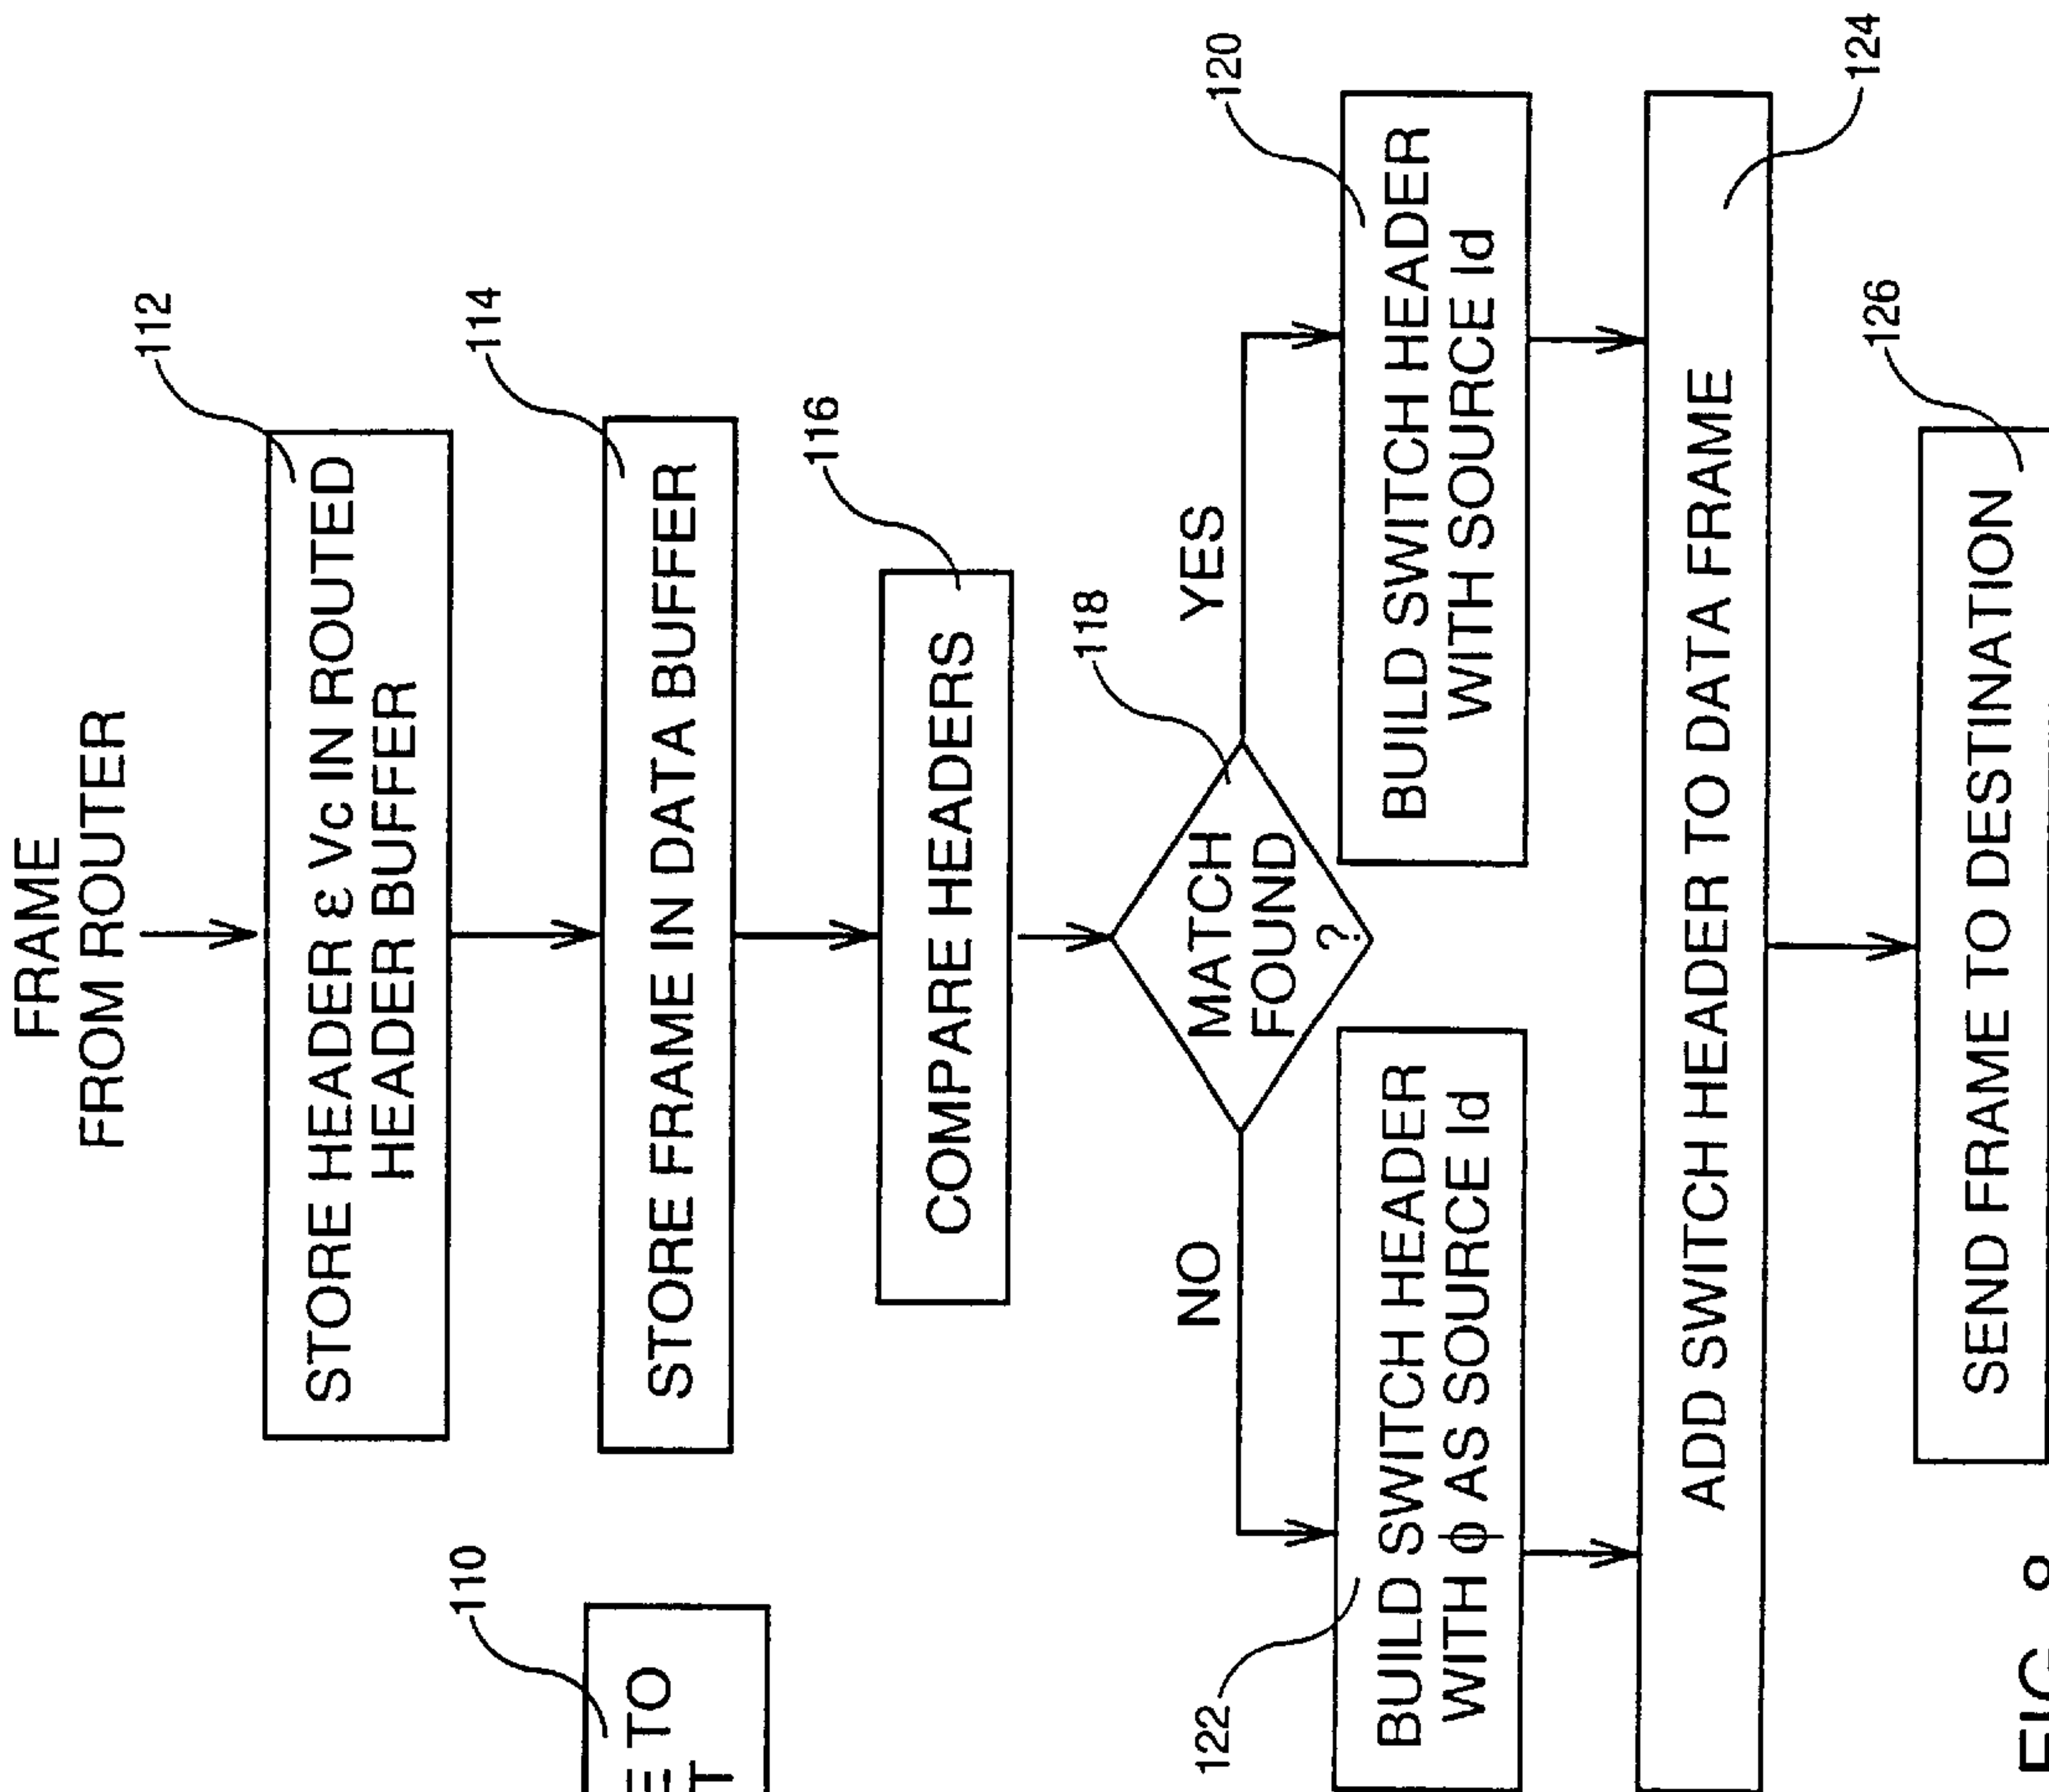 FRAME
FROM ROUTER
112
STORE HEADER ε Vc IN ROUTED
HEADER BUFFER
114
STORE FRAME IN DATA BUFFER
110
E TO
T
116
COMPARE HEADERS
118
MATCH
FOUND
?
NO
YES
122
BUILD SWITCH HEADER
WITH ϕ AS SOURCE Id
120
BUILD SWITCH HEADER
WITH SOURCE Id
124
ADD SWITCH HEADER TO DATA FRAME
126
SEND FRAME TO DESTINATION
FIG. 8